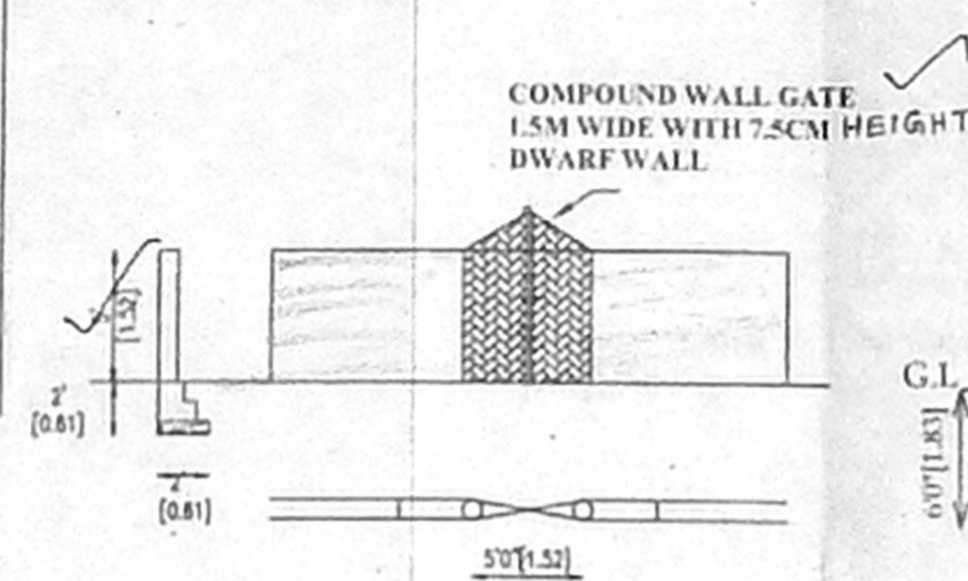 COMPOUND WALL GATE
1.5M WIDE WITH 7.5CM HEIGHT
DWARF WALL
[1.52]
2'
[0.61]
2'
[0.61]
5'0"[1.52]
G.L
6'0"[1.83]